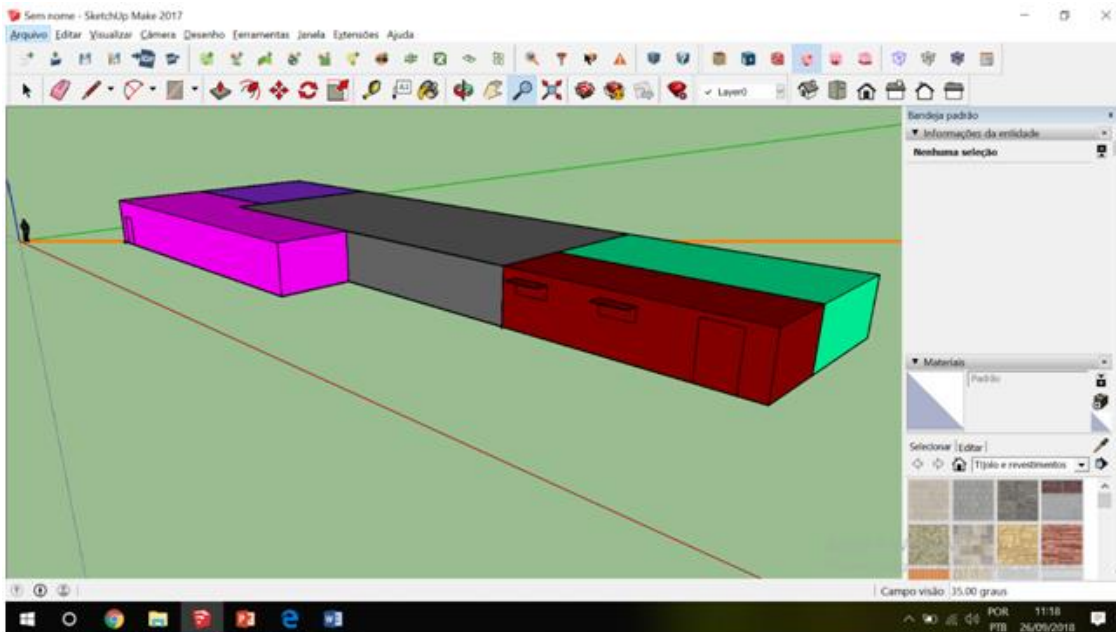 Sem nome - SketchUp Make 2017
Arquivo Editar Visualizar Câmera Desenho Ferramentas Janela Extensões Ajuda
Layer0
Bandeja padrão
Informações da entidade
Nenhuma seleção
Materiais
Padrão
Selecionar Editar
Tijolo e revestimentos
Campo visão 35.00 graus
POR 11:18
PTB 26/09/2018